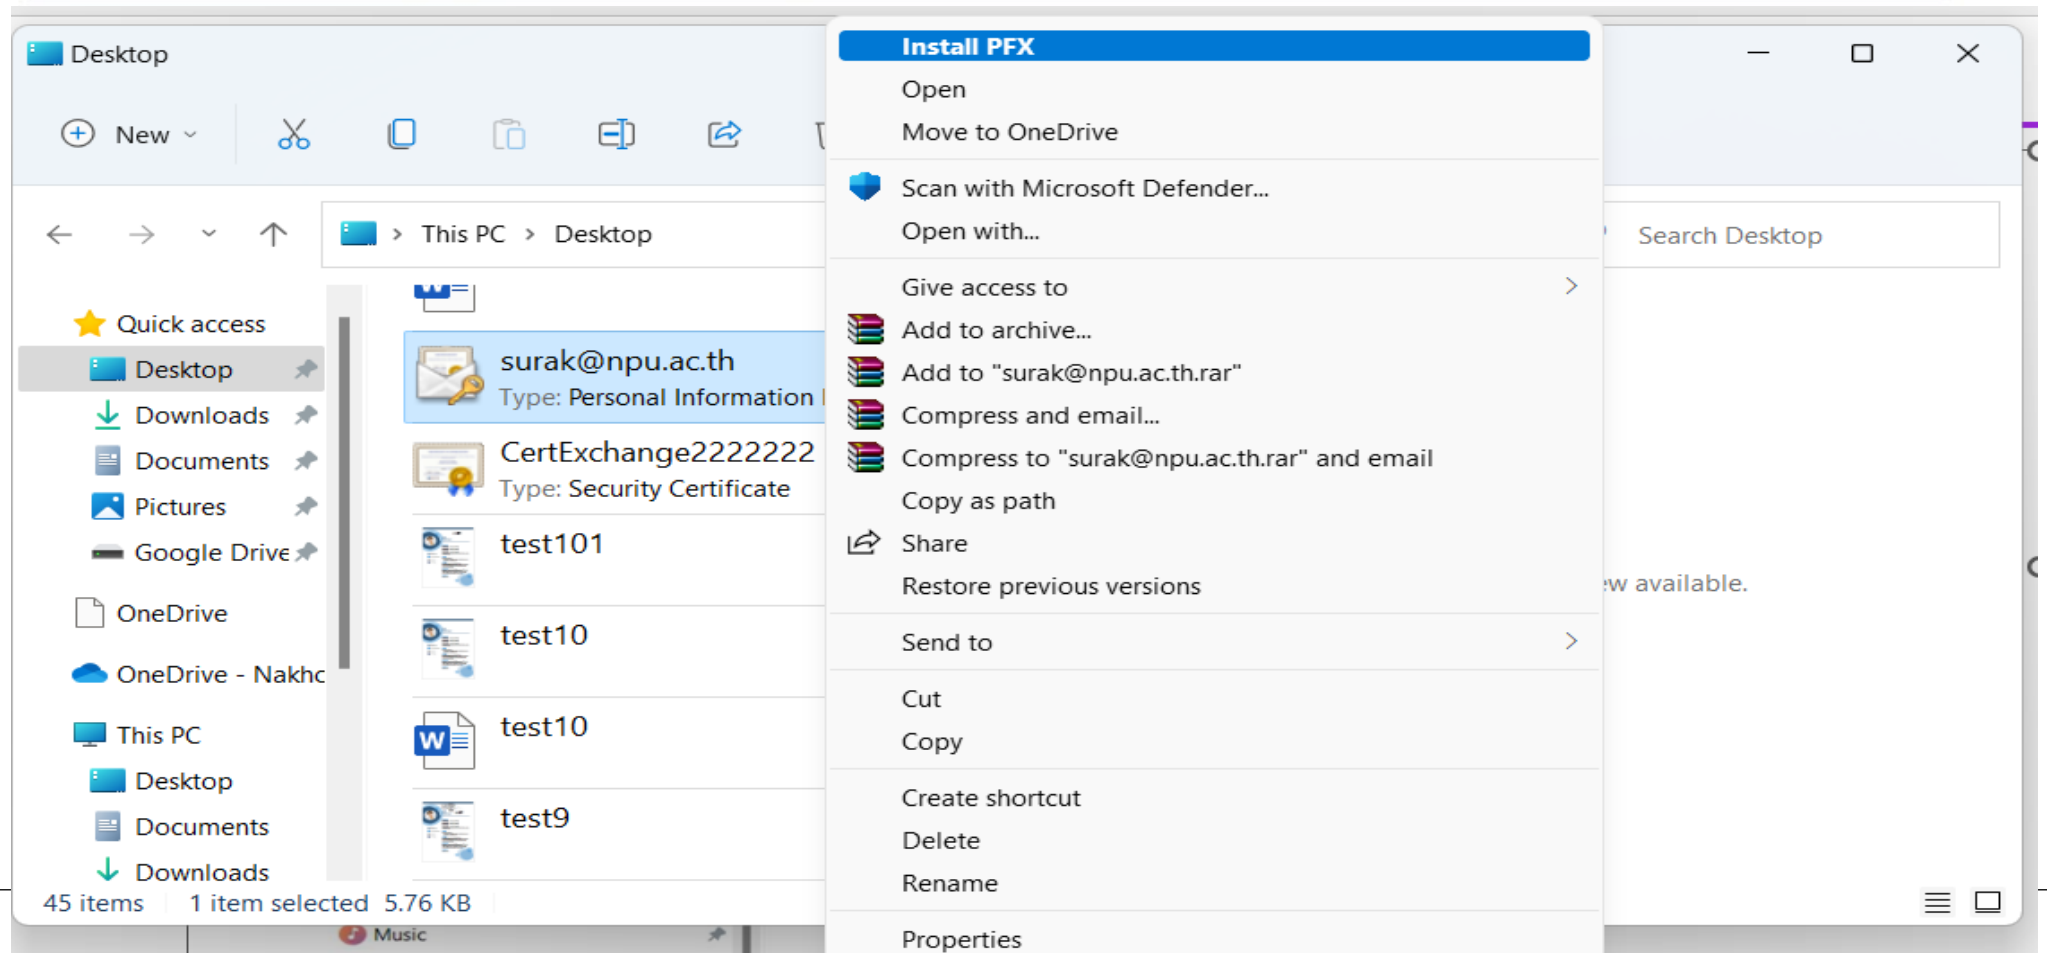 Desktop
New
This PC > Desktop
Search Desktop
Quick access
Desktop
Downloads
Documents
Pictures
Google Drive
OneDrive
OneDrive - Nakhc
This PC
Desktop
Documents
Downloads
surak@npu.ac.th
Type: Personal Information
CertExchange2222222
Type: Security Certificate
test101
test10
W
test10
test9
45 items
1 item selected 5.76 KB
Music
Install PFX
Open
Move to OneDrive
Scan with Microsoft Defender...
Open with...
Give access to
Add to archive...
Add to "surak@npu.ac.th.rar"
Compress and email...
Compress to "surak@npu.ac.th.rar" and email
Copy as path
Share
Restore previous versions
Send to
Cut
Copy
Create shortcut
Delete
Rename
Properties
available.